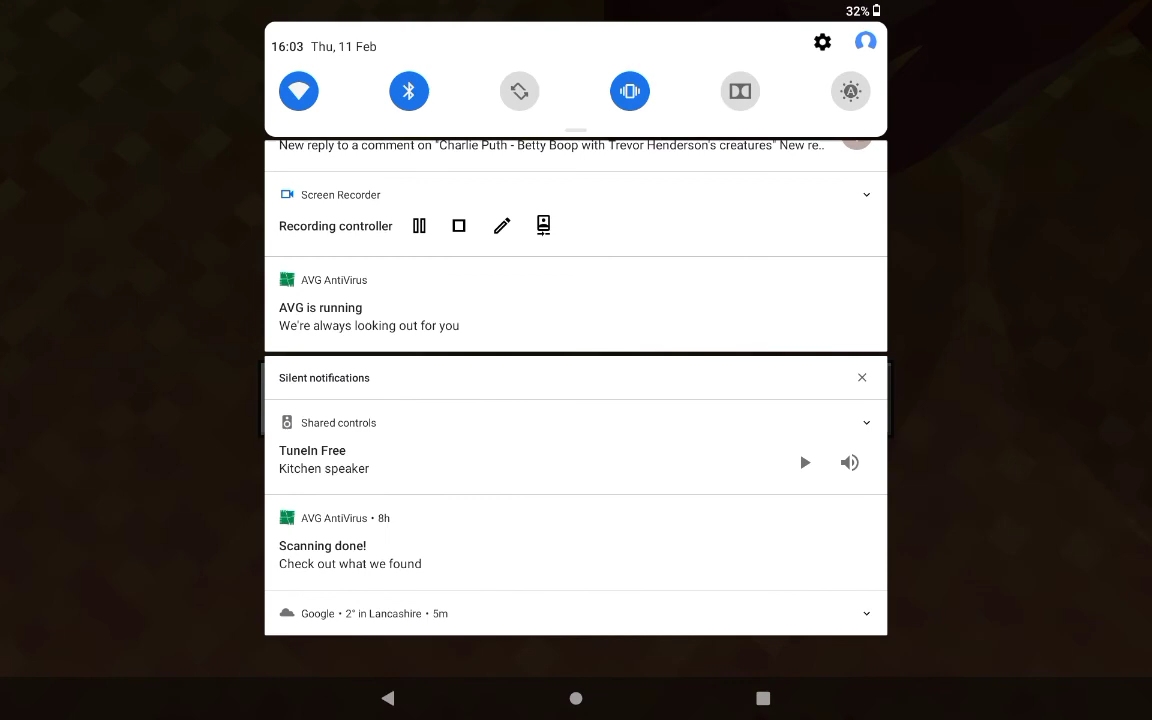 32%
16:03 Thu, 11 Feb
New reply to a comment on "Charlie Puth - Betty Boop with Trevor Henderson's creatures" New re..
Screen Recorder
Recording controller
AVG AntiVirus
AVG is running
We're always looking out for you
Silent notifications
Shared controls
TuneIn Free
Kitchen speaker
AVG AntiVirus • 8h
Scanning done!
Check out what we found
Google • 2° in Lancashire • 5m